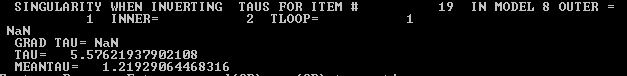 SINGULARITY WHEN INVERTING TAUS FOR ITEM # 19 IN MODEL 8 OUTER =
1 INNER= 2 TLOOP= 1
NaN
GRAD TAU= NaN
TAU= 5.57621937902108
MEANTAU= 1.21929064468316